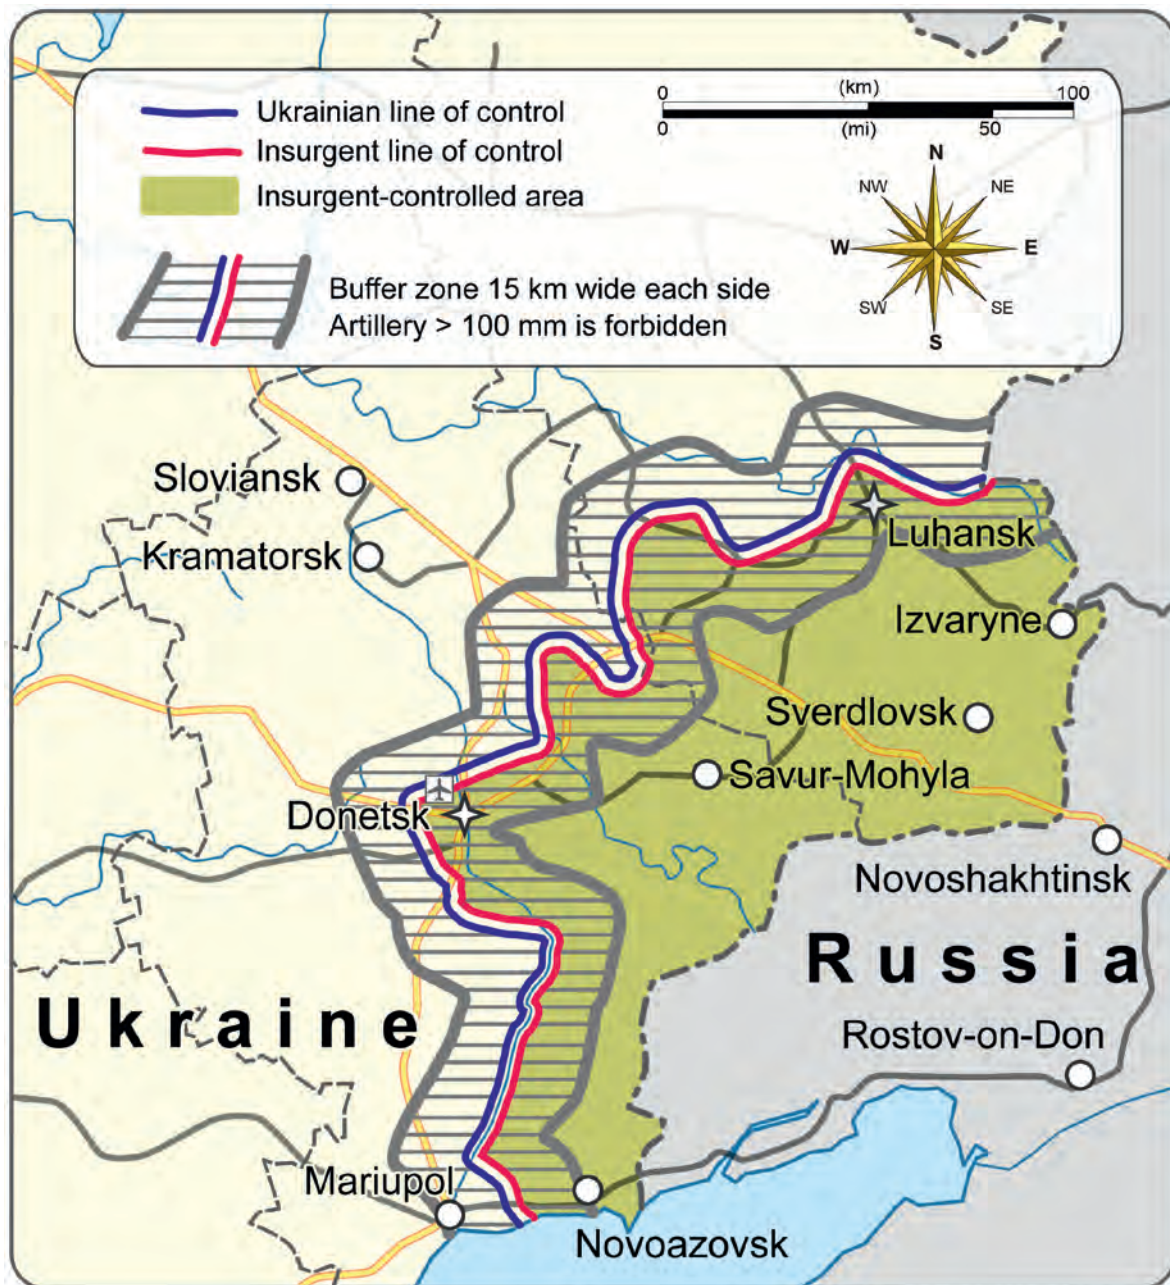 0 (km) 100
0 (mi) 50
Ukrainian line of control
Insurgent line of control
Insurgent-controlled area
Buffer zone 15 km wide each side
Artillery > 100 mm is forbidden
N
NW NE
W E
SW SE
S
Sloviansk
Luhansk
Kramatorsk
Izvaryne
Sverdlovsk
Savur-Mohyla
Donetsk
Novoshakhtinsk
Russia
Ukraine
Rostov-on-Don
Mariupol
Novoazovsk